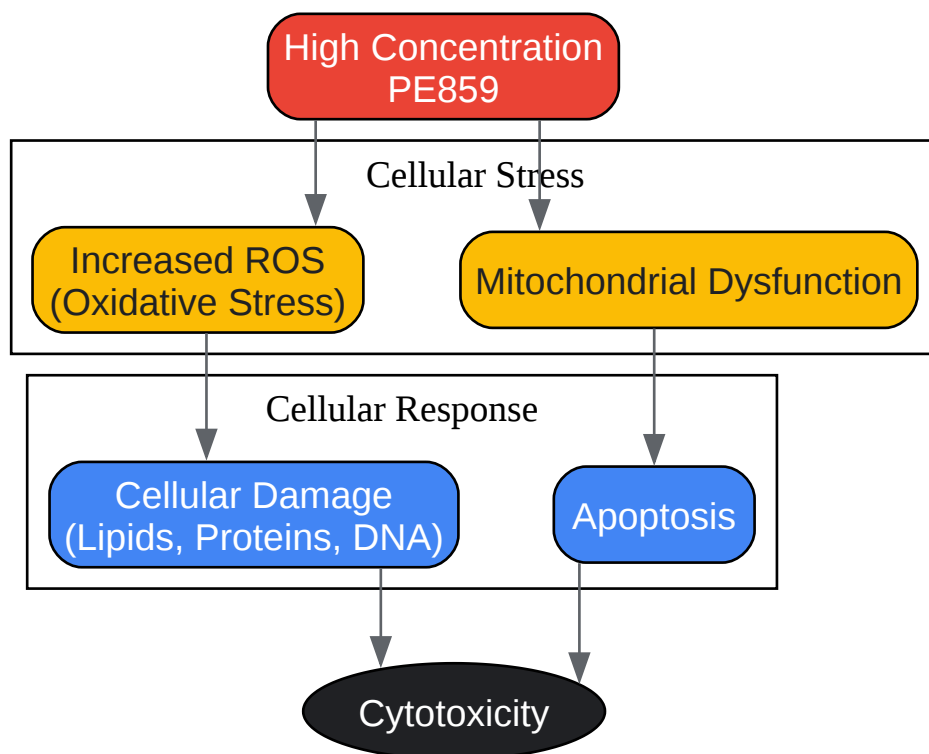 High Concentration
PE859
Cellular Stress
Increased ROS
(Oxidative Stress)
Mitochondrial Dysfunction
Cellular Response
Cellular Damage
(Lipids, Proteins, DNA)
Apoptosis
Cytotoxicity